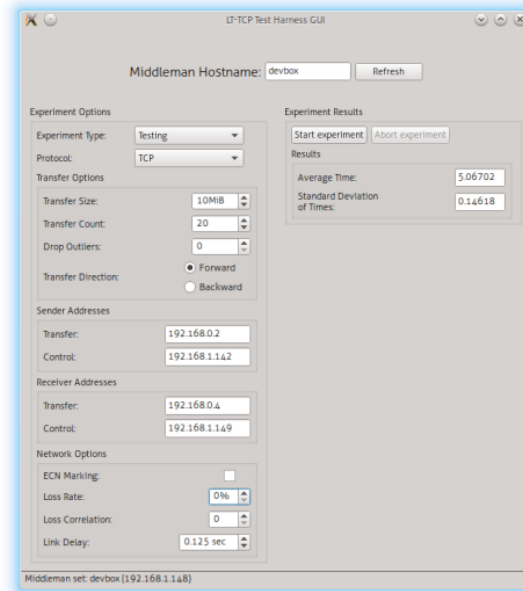 LT-TCP Test Harness GUI
Middleman Hostname: devbox Refresh
Experiment Options
Experiment Type: Testing
Protocol: TCP
Transfer Options
Transfer Size: 10MiB
Transfer Count: 20
Drop Outliers: 0
Transfer Direction: Forward
Backward
Sender Addresses
Transfer: 192.168.0.2
Control: 192.168.1.142
Receiver Addresses
Transfer: 192.168.0.4
Control: 192.168.1.149
Network Options
ECN Marking:
Loss Rate: 0%
Loss Correlation: 0
Link Delay: 0.125 sec
Experiment Results
Start experiment Abort experiment
Results
Average Time: 5.06702
Standard Deviation
of Times: 0.14618
Middleman set: devbox (192.168.1.148)